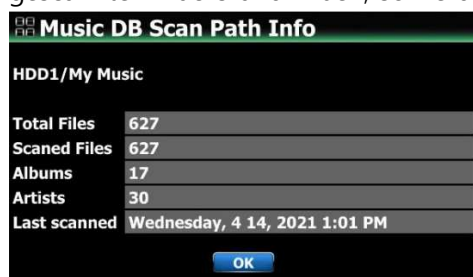 Music DB Scan Path Info
HDD1/My Music
Total Files 627
Scaned Files 627
Albums 17
Artists 30
Last scanned Wednesday, 4 14, 2021 1:01 PM
OK